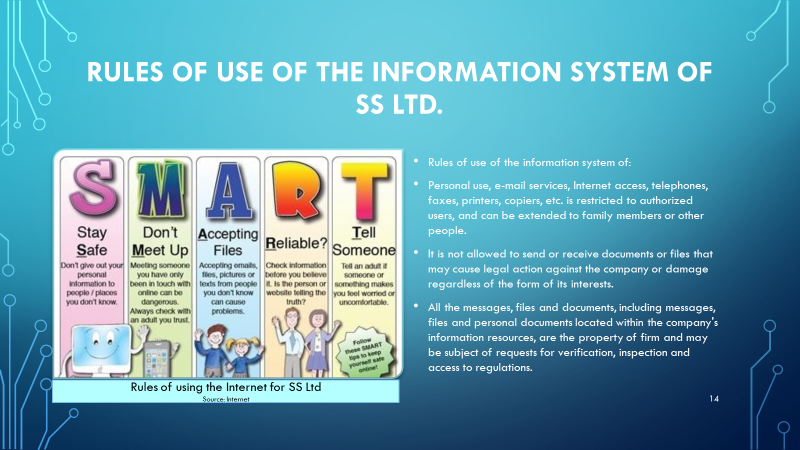 RULES OF USE OF THE INFORMATION SYSTEM OF
SS LTD.
S M A R T
Stay
Safe
Don't give out your
personal
information to
people / places
you don't know.
Don't
Meet Up
Meeting someone
you have only
been in touch with
online can be
dangerous.
Always check with
an adult you trust.
Accepting
Files
Accepting emails,
files, pictures or
texts from people
you don't know
can cause
problems.
Reliable?
Check information
before you believe
it. Is the person or
website telling the
truth?
Tell
Someone
Tell an adult if
someone or
something makes
you feel worried or
uncomfortable.
Follow
these SMART
tips to keep
yourself safe
online!
Rules of using the Internet for SS Ltd
Source: Internet
• Rules of use of the information system of:
• Personal use, e-mail services, Internet access, telephones,
faxes, printers, copiers, etc. is restricted to authorized
users, and can be extended to family members or other
people.
• It is not allowed to send or receive documents or files that
may cause legal action against the company or damage
regardless of the form of its interests.
• All the messages, files and documents, including messages,
files and personal documents located within the company's
information resources, are the property of firm and may
be subject of requests for verification, inspection and
access to regulations.
14